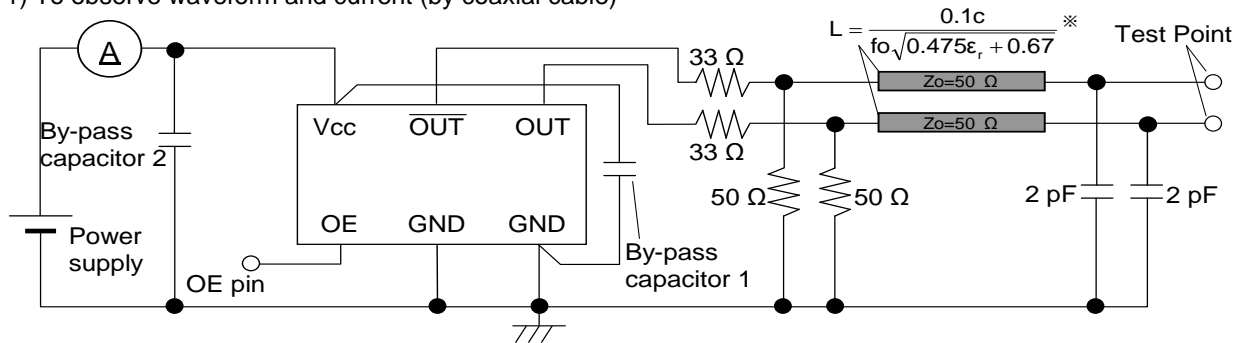 1) To observe waveform and current (by coaxial cable)
A
By-pass
capacitor 2
Power
supply
OE pin
Vcc
OUT
OUT
OE
GND
GND
By-pass
capacitor 1
33 Ω
33 Ω
50 Ω
50 Ω
L = 0.1c / fo√0.475εr + 0.67 ※
Zo=50 Ω
Zo=50 Ω
Test Point
2 pF
2 pF